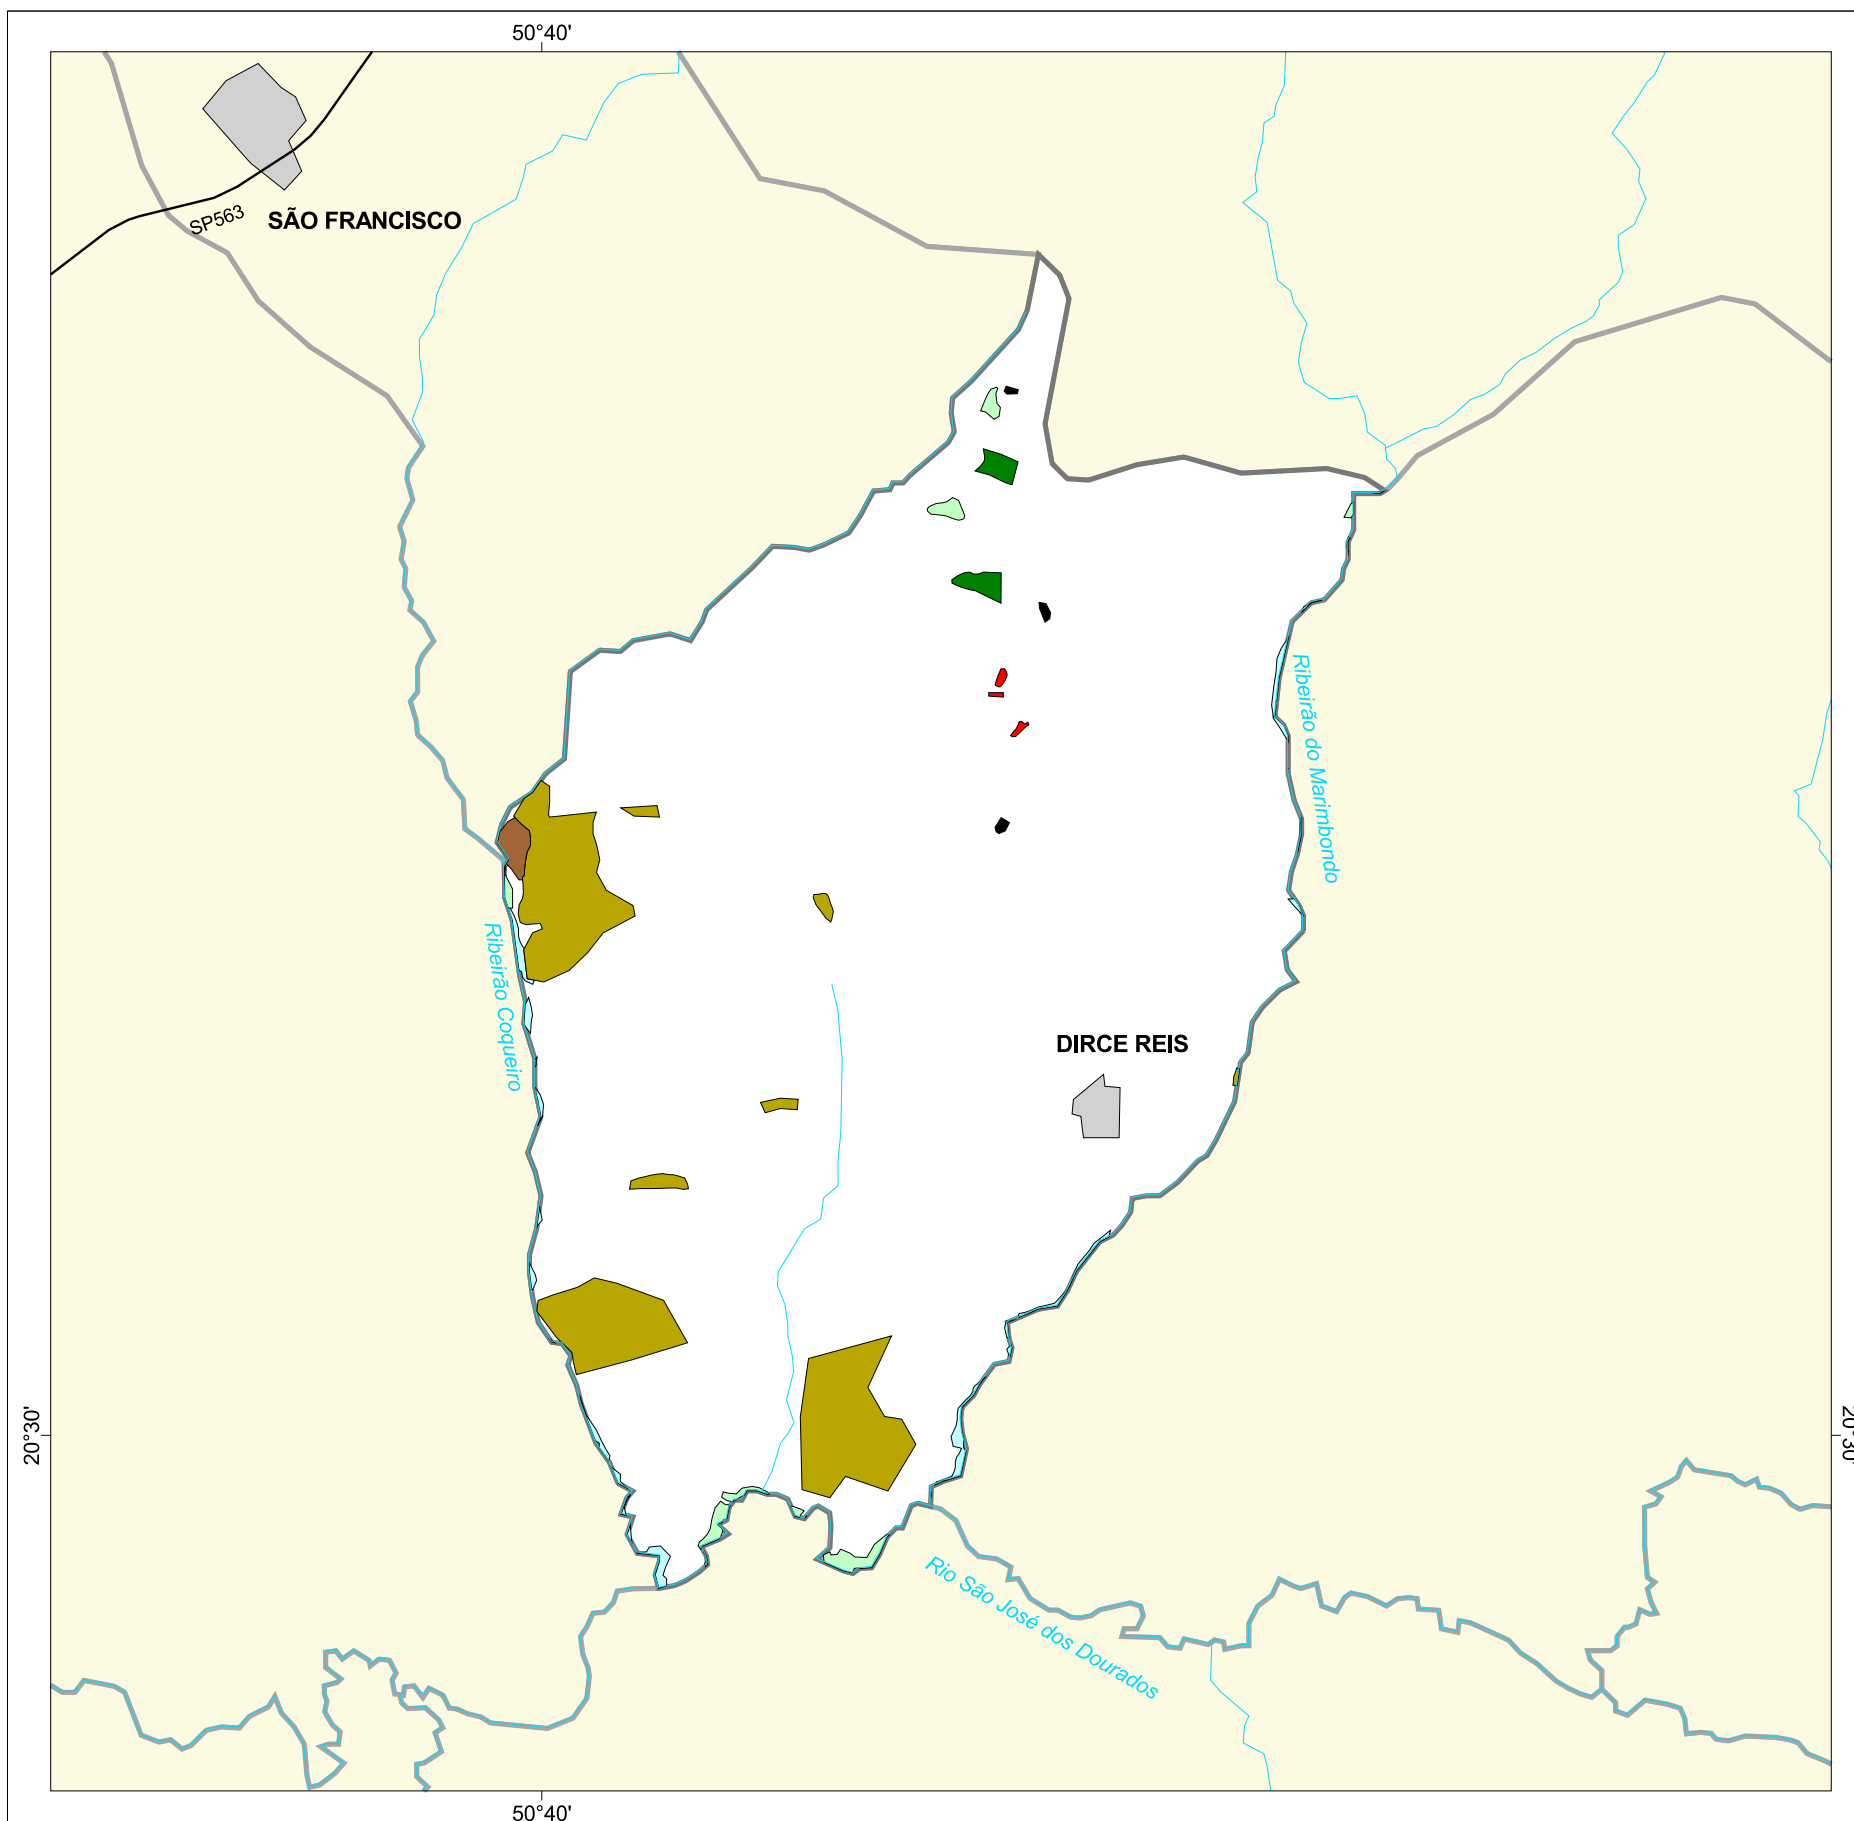 50°40'
SP563
SÃO FRANCISCO
Ribeirão do Marimbondo
Ribeirão Coqueiro
DIRCE REIS
20°30'
20°30'
Rio São José dos Dourados
50°40'